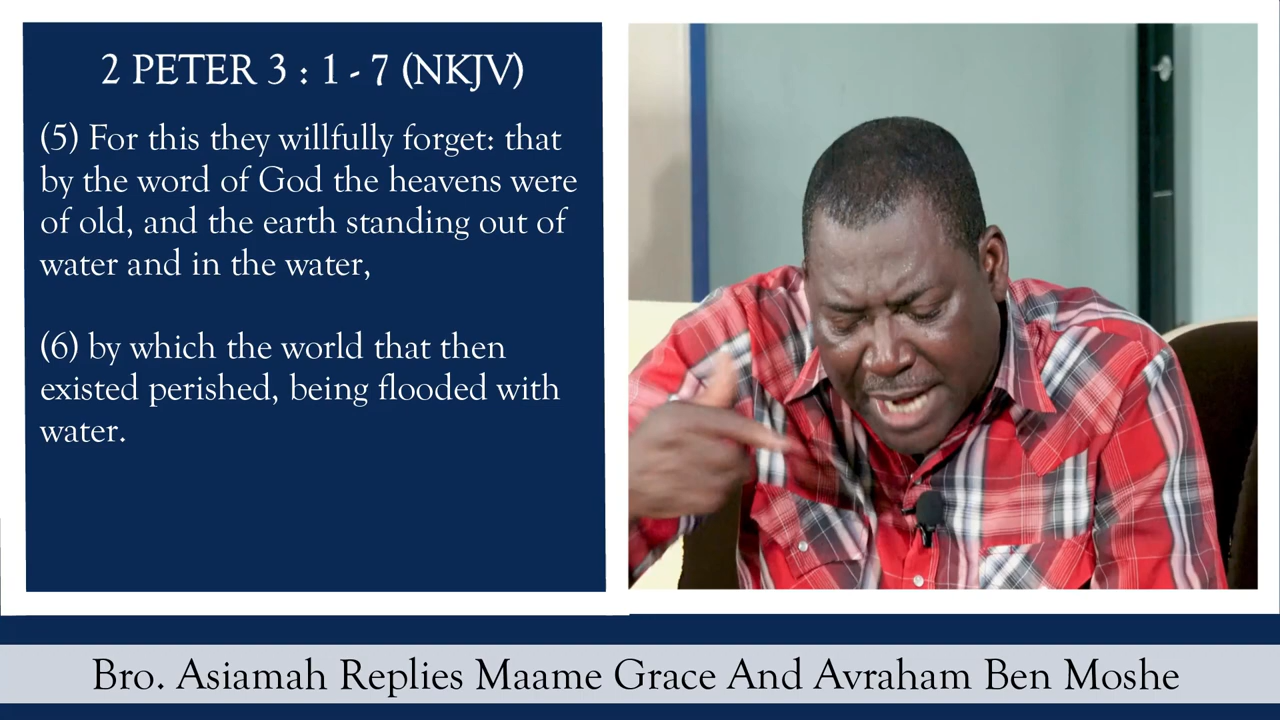 2 PETER 3 : 1 - 7 (NKJV)
(5) For this they willfully forget: that
by the word of God the heavens were
of old, and the earth standing out of
water and in the water,
(6) by which the world that then
existed perished, being flooded with
water.
Bro. Asiamah Replies Maame Grace And Avraham Ben Moshe